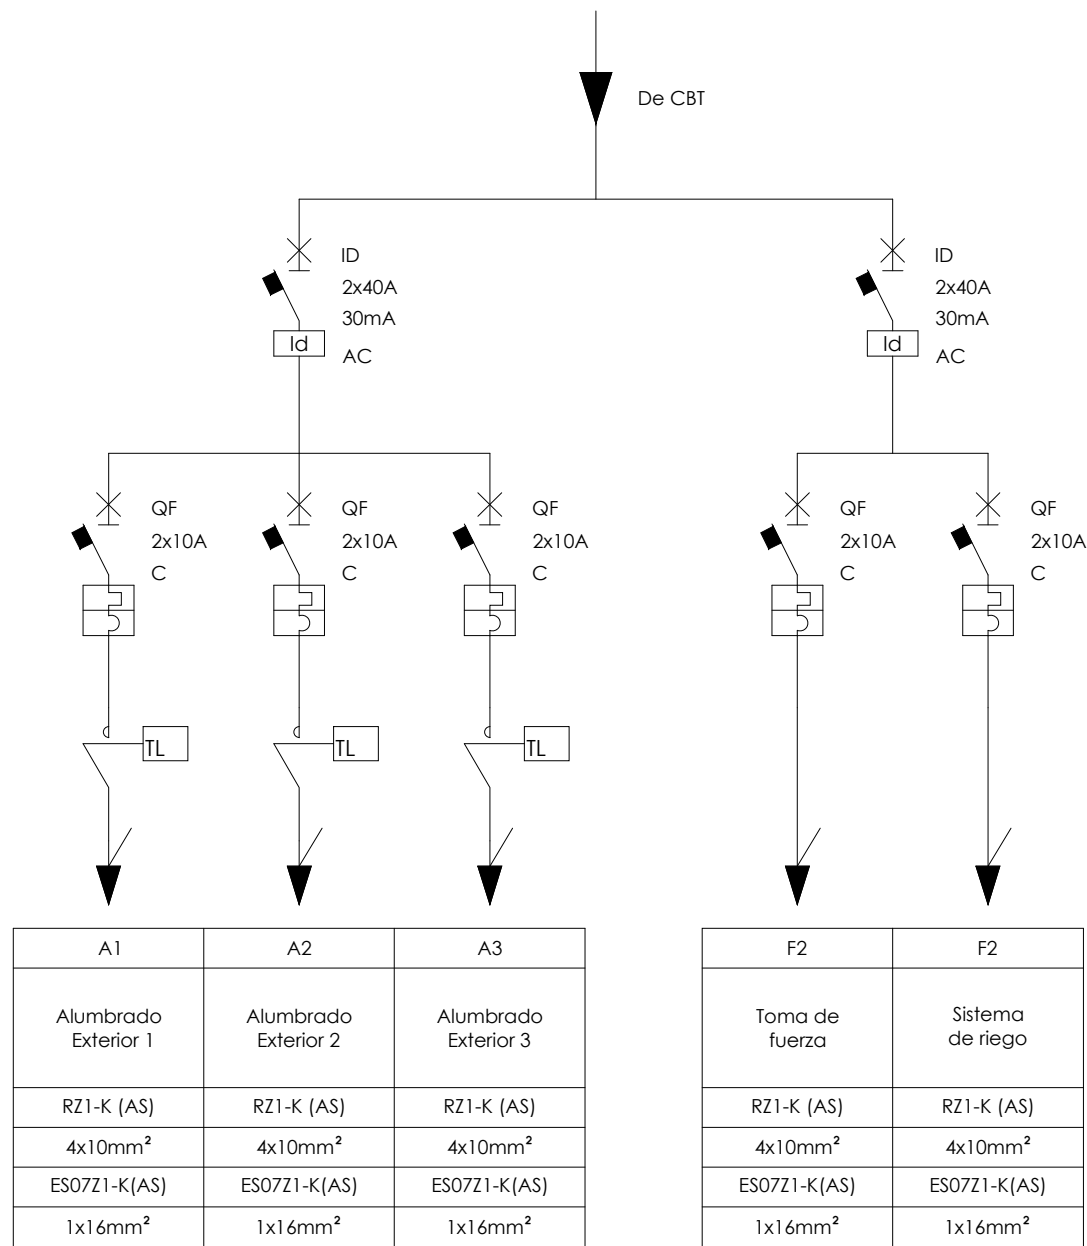 De CBT
ID
2x40A
30mA
Id
AC
ID
2x40A
30mA
Id
AC
QF
2x10A
C
QF
2x10A
C
QF
2x10A
C
QF
2x10A
C
QF
2x10A
C
TL
TL
TL
A1
A2
A3
F2
F2
Alumbrado
Exterior 1
Alumbrado
Exterior 2
Alumbrado
Exterior 3
Toma de
fuerza
Sistema
de riego
RZ1-K (AS)
RZ1-K (AS)
RZ1-K (AS)
RZ1-K (AS)
RZ1-K (AS)
4x10mm²
4x10mm²
4x10mm²
4x10mm²
4x10mm²
ES07Z1-K(AS)
ES07Z1-K(AS)
ES07Z1-K(AS)
ES07Z1-K(AS)
ES07Z1-K(AS)
1x16mm²
1x16mm²
1x16mm²
1x16mm²
1x16mm²